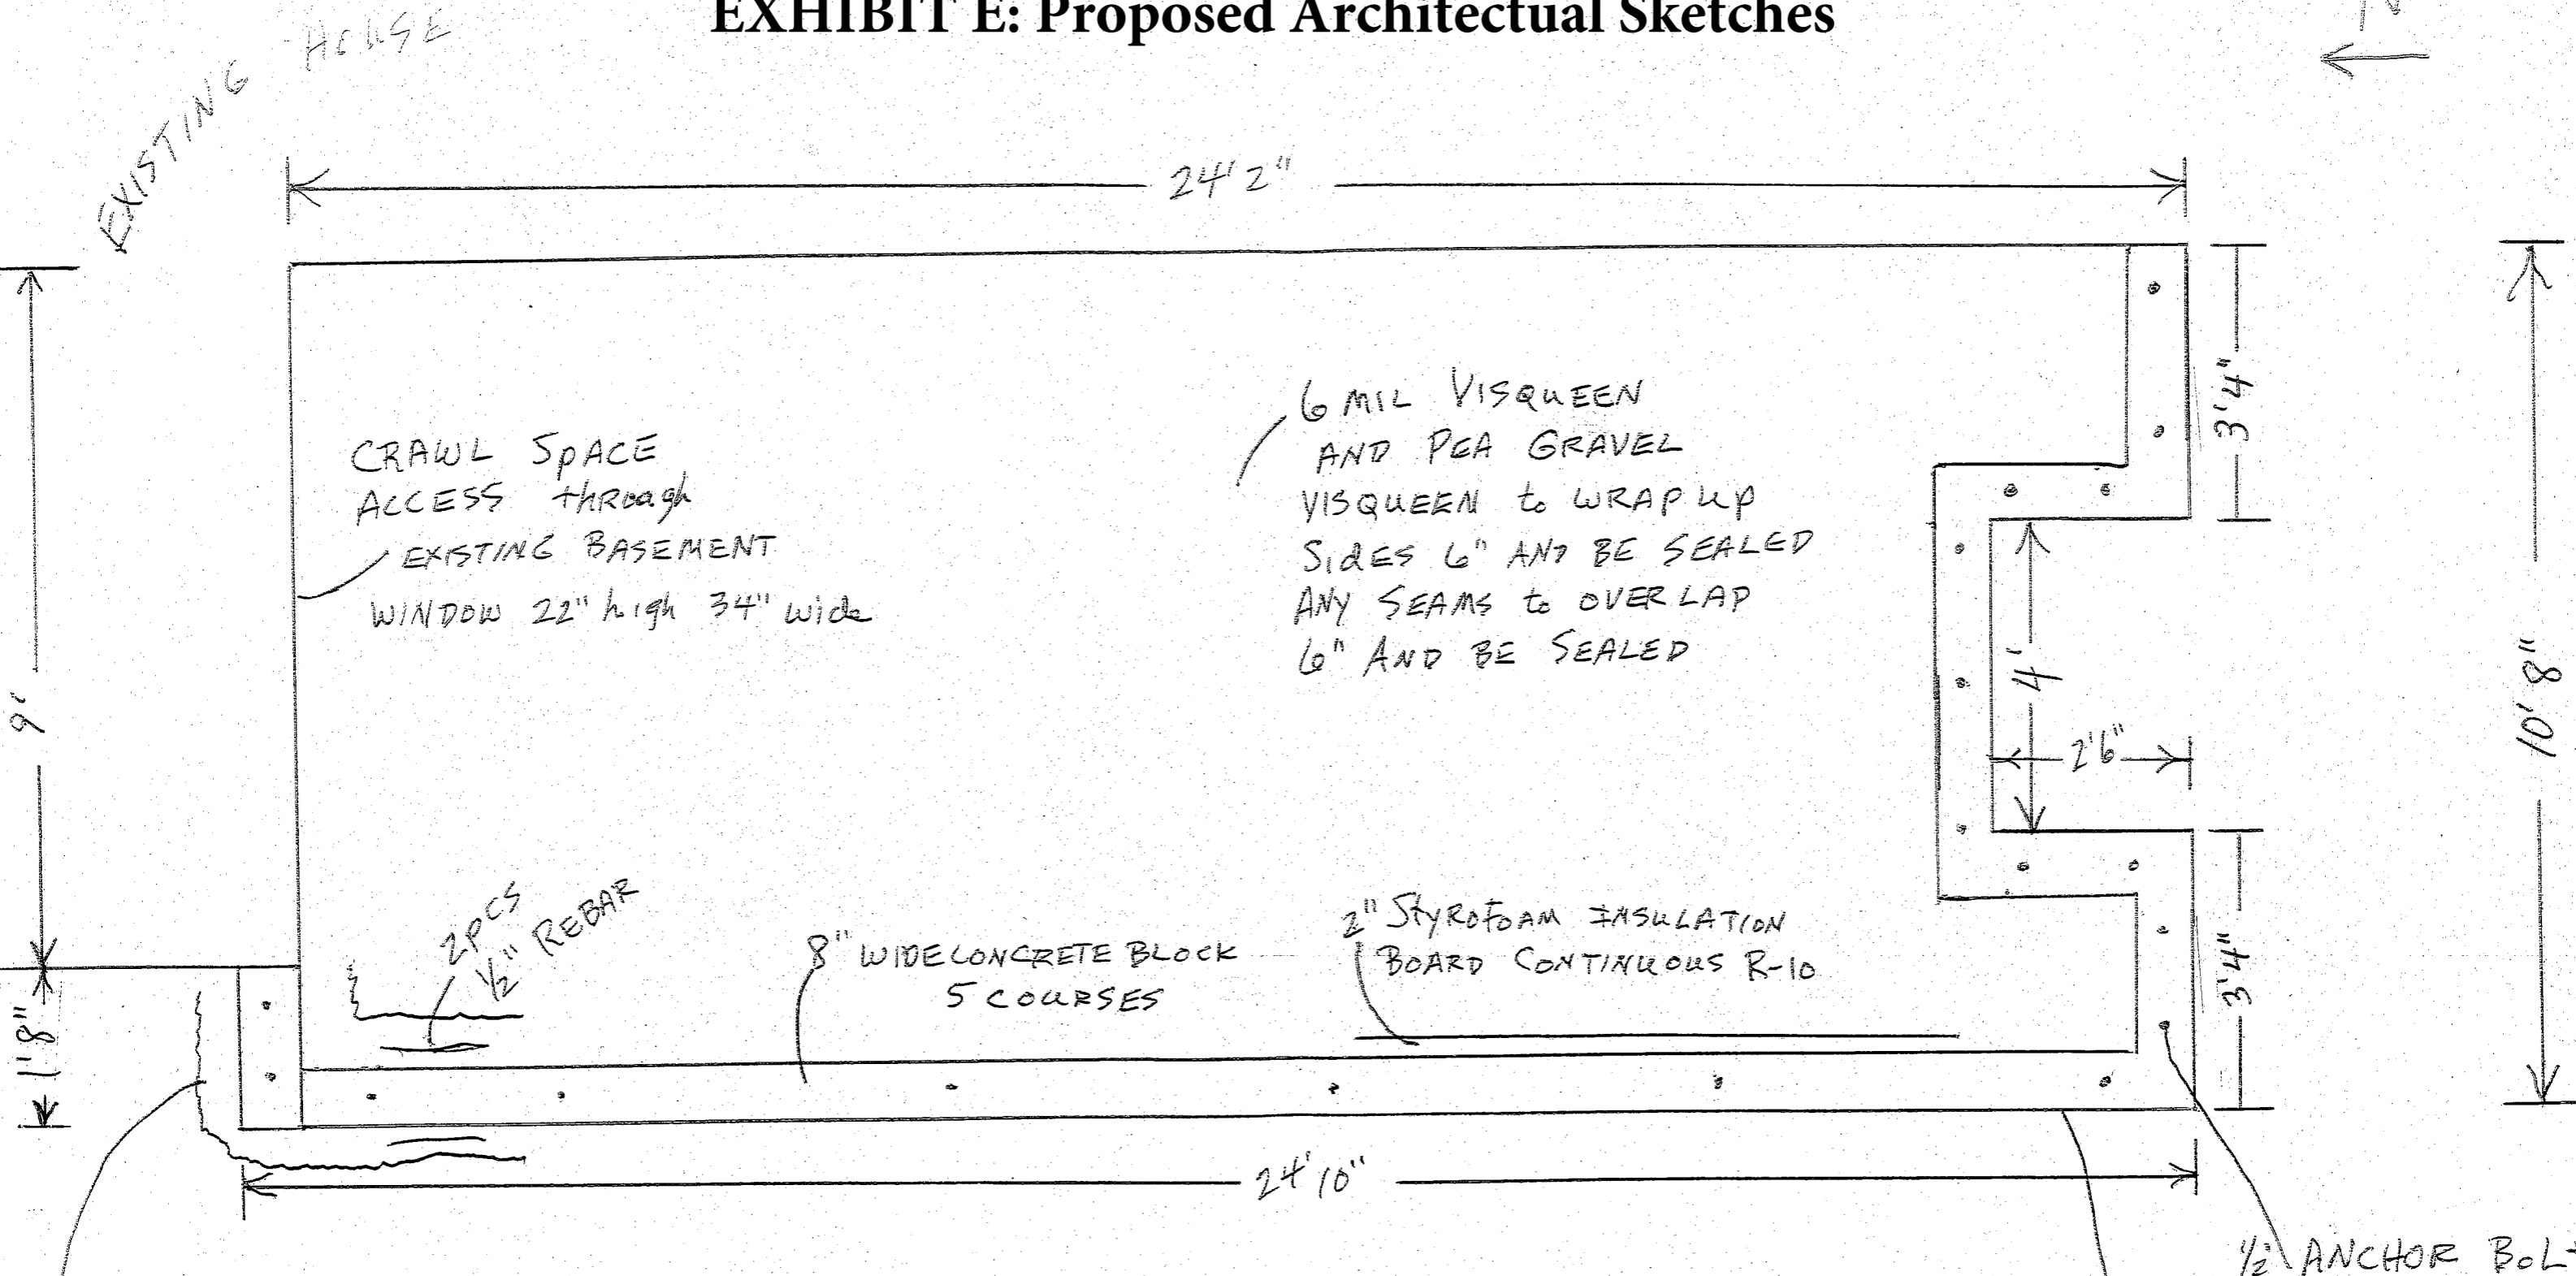 EXHIBIT E: Proposed Architectual Sketches
EXISTING HOUSE
N
24' 2"
9'
3'4"
10' 8"
6 MIL VISQUEEN
AND PEA GRAVEL
VISQUEEN to WRAP up
SIdES 6" AND BE SEALED
ANY SEAMS to OVERLAP
6" AND BE SEALED
CRAWL SpACE
ACCESS thRough
EXISTING BASEMENT
WINDOW 22" high 34" wide
4'
2'6"
2 PCS
1/2" REBAR
8" WIDE CONCRETE BLOCK
5 COURSES
2" StyROFOAM INSULATION
BOARD CONTINUOUS R-10
3'4"
1'8"
24' 10"
1/2" ANCHOR BOLT